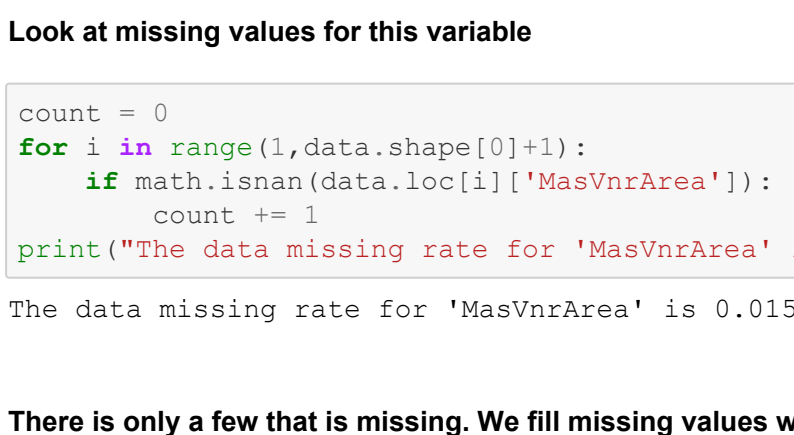 Look at missing values for this variable
count = 0
for i in range(1,data.shape[0]+1):
    if math.isnan(data.loc[i]['MasVnrArea']):
        count += 1
print("The data missing rate for 'MasVnrArea'
The data missing rate for 'MasVnrArea' is 0.015
There is only a few that is missing. We fill missing values